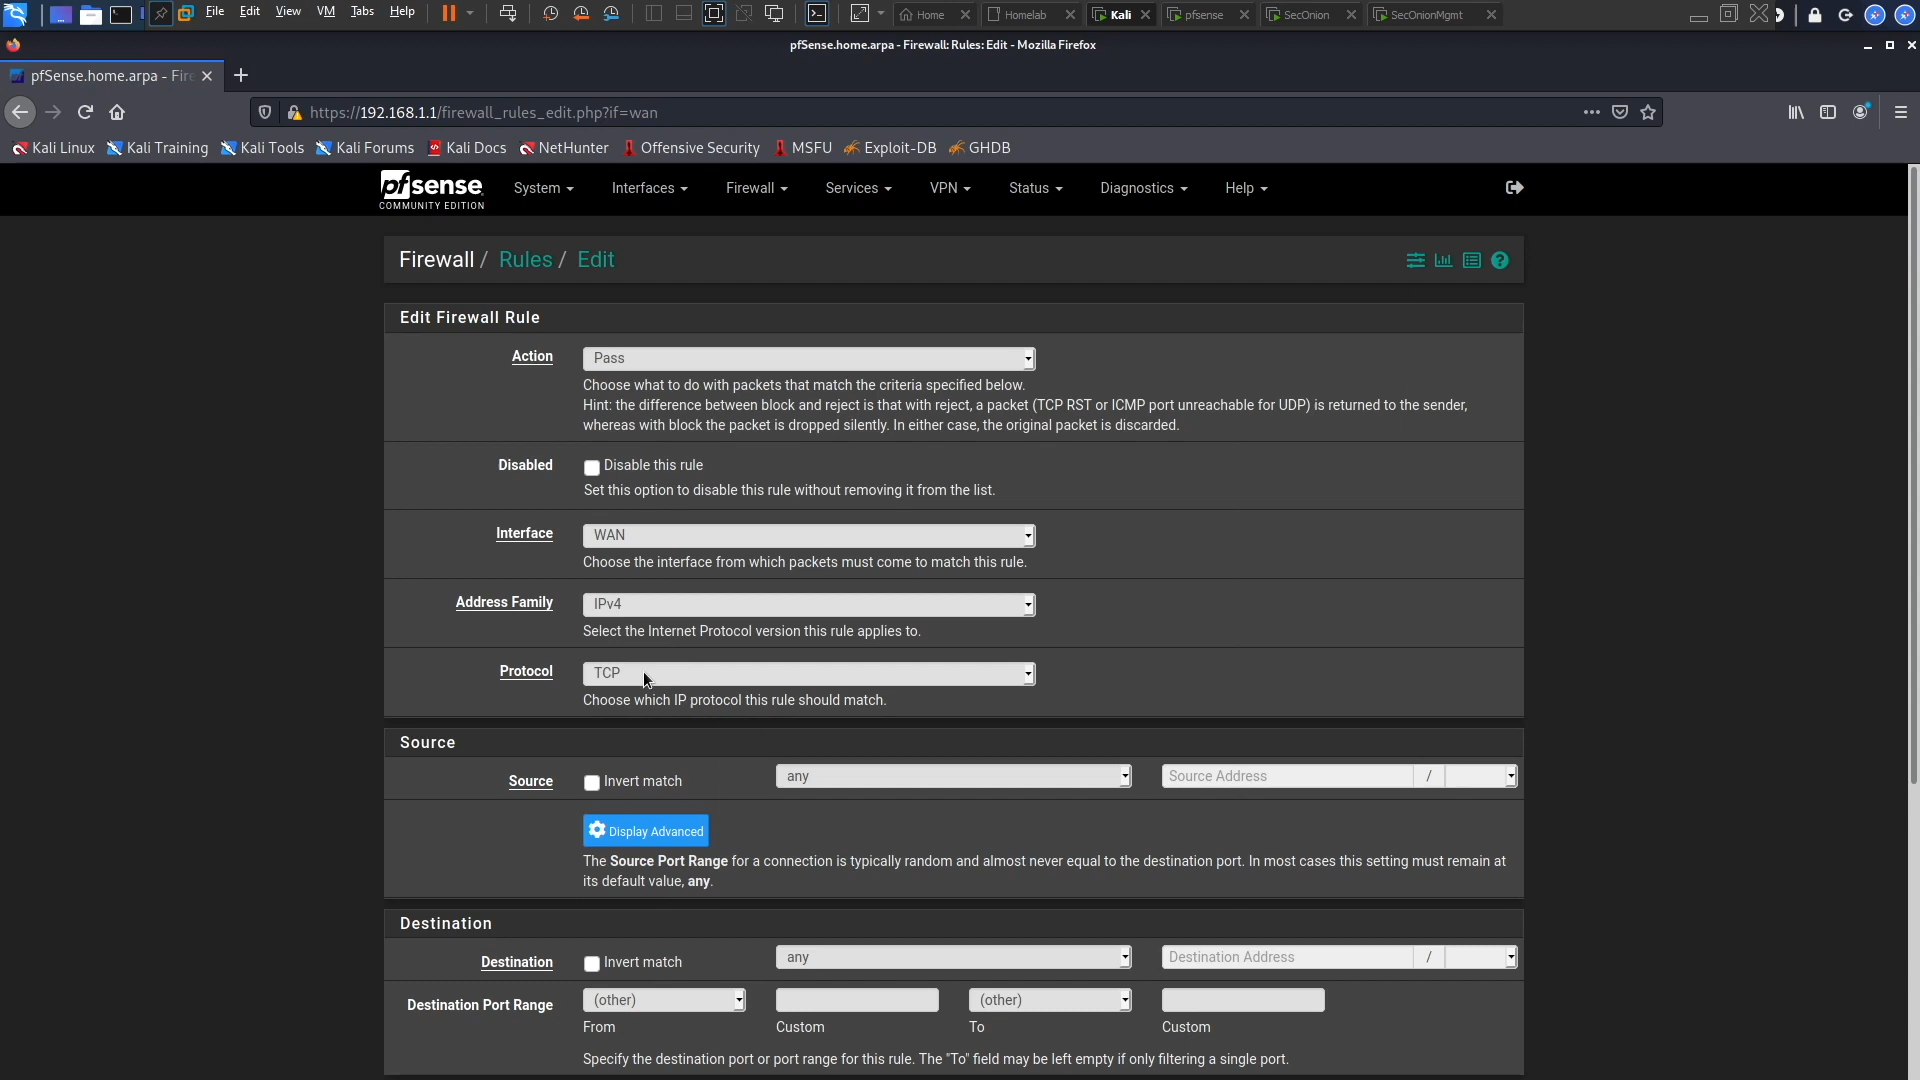 File Edit View VM Tabs Help Home Homelab Kali pfsense SecOnion SecOnionMgmt
pfSense.home.arpa - Firewall: Rules: Edit - Mozilla Firefox
pfSense.home.arpa - Fire
https://192.168.1.1/firewall_rules_edit.php?if=wan
Kali Linux Kali Training Kali Tools Kali Forums Kali Docs NetHunter Offensive Security MSFU Exploit-DB GHDB
pfsense System Interfaces Firewall Services VPN Status Diagnostics Help
COMMUNITY EDITION
Firewall / Rules / Edit
Edit Firewall Rule
Action Pass
Choose what to do with packets that match the criteria specified below.
Hint: the difference between block and reject is that with reject, a packet (TCP RST or ICMP port unreachable for UDP) is returned to the sender,
whereas with block the packet is dropped silently. In either case, the original packet is discarded.
Disabled Disable this rule
Set this option to disable this rule without removing it from the list.
Interface WAN
Choose the interface from which packets must come to match this rule.
Address Family IPv4
Select the Internet Protocol version this rule applies to.
Protocol TCP
Choose which IP protocol this rule should match.
Source
Source Invert match any Source Address /
Display Advanced
The Source Port Range for a connection is typically random and almost never equal to the destination port. In most cases this setting must remain at
its default value, any.
Destination
Destination Invert match any Destination Address /
Destination Port Range (other) (other)
From Custom To Custom
Specify the destination port or port range for this rule. The "To" field may be left empty if only filtering a single port.